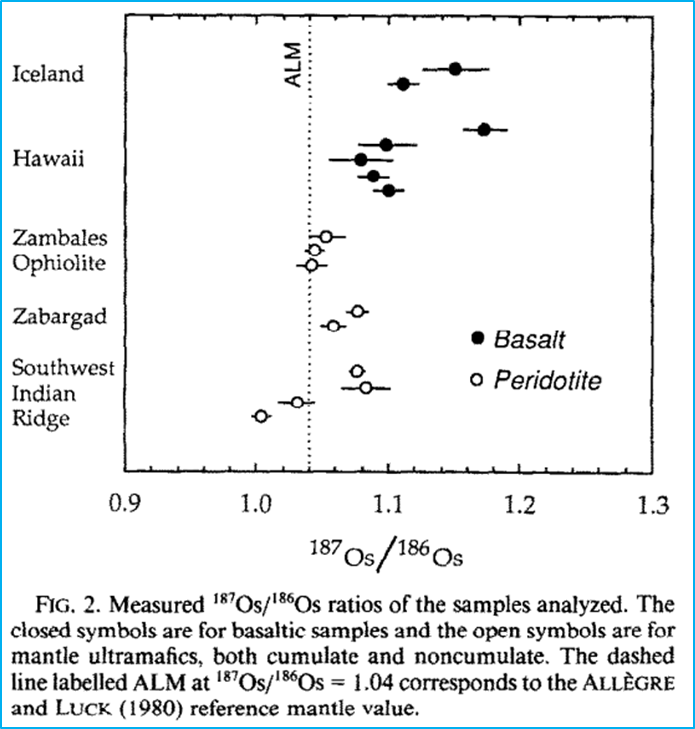 ALM
Iceland
Hawaii
Zambales
Ophiolite
Zabargad
Southwest
Indian
Ridge
Basalt
Peridotite
0.9 1.0 1.1 1.2 1.3
¹⁸⁷Os/¹⁸⁶Os
FIG. 2. Measured ¹⁸⁷Os/¹⁸⁶Os ratios of the samples analyzed. The
closed symbols are for basaltic samples and the open symbols are for
mantle ultramafics, both cumulate and noncumulate. The dashed
line labelled ALM at ¹⁸⁷Os/¹⁸⁶Os = 1.04 corresponds to the ALLÈGRE
and LUCK (1980) reference mantle value.